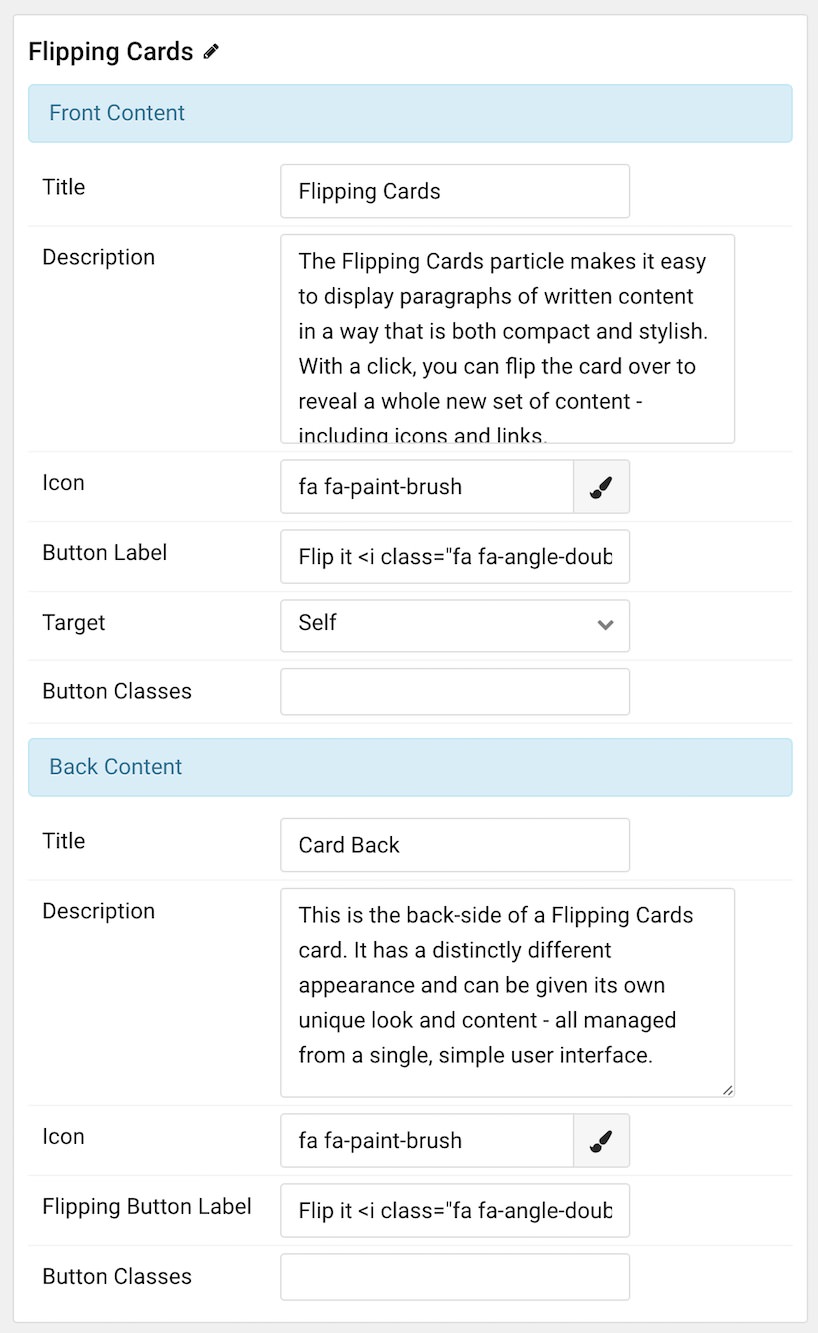 Flipping Cards
Front Content
Title
Flipping Cards
Description
The Flipping Cards particle makes it easy
to display paragraphs of written content
in a way that is both compact and stylish.
With a click, you can flip the card over to
reveal a whole new set of content -
including icons and links.
Icon
fa fa-paint-brush
Button Label
Flip it <i class="fa fa-angle-doub
Target
Self
Button Classes
Back Content
Title
Card Back
Description
This is the back-side of a Flipping Cards
card. It has a distinctly different
appearance and can be given its own
unique look and content - all managed
from a single, simple user interface.
Icon
fa fa-paint-brush
Flipping Button Label
Flip it <i class="fa fa-angle-doub
Button Classes